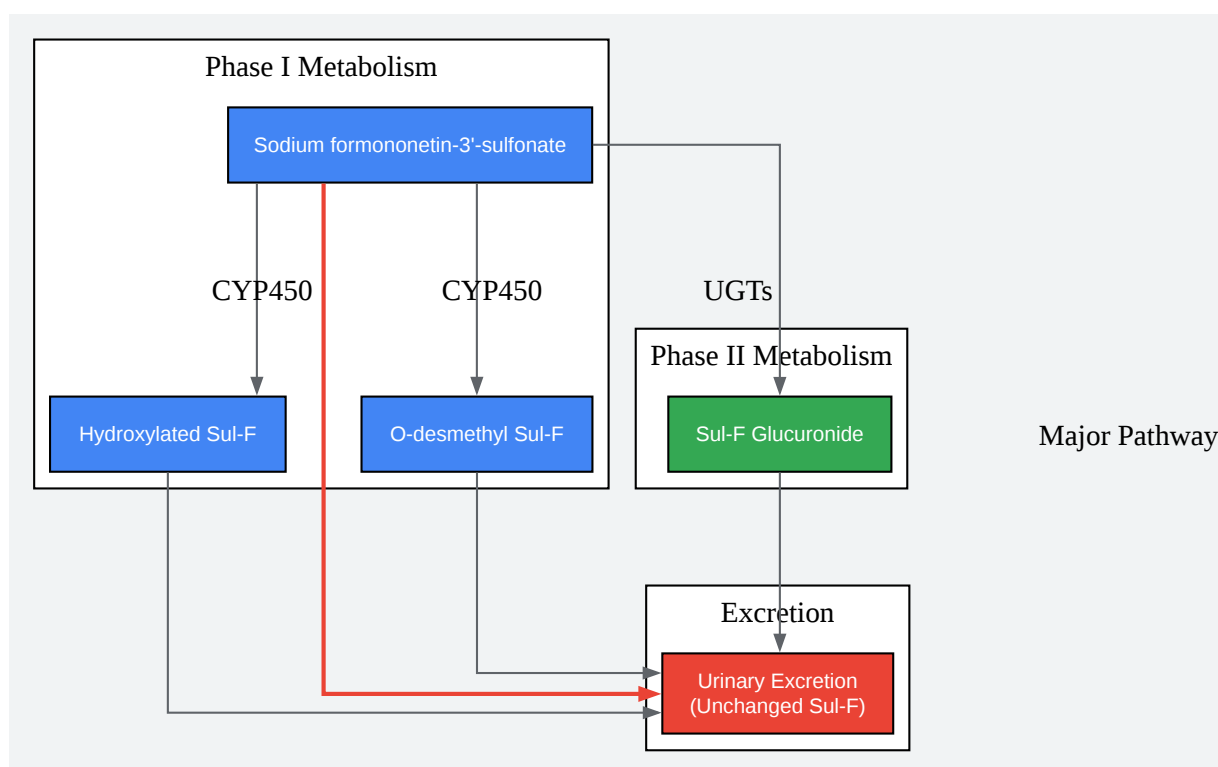 Phase I Metabolism
Sodium formononetin-3'-sulfonate
CYP450
CYP450
UGTs
Phase II Metabolism
Hydroxylated Sul-F
O-desmethyl Sul-F
Sul-F Glucuronide
Major Pathway
Excretion
Urinary Excretion
(Unchanged Sul-F)